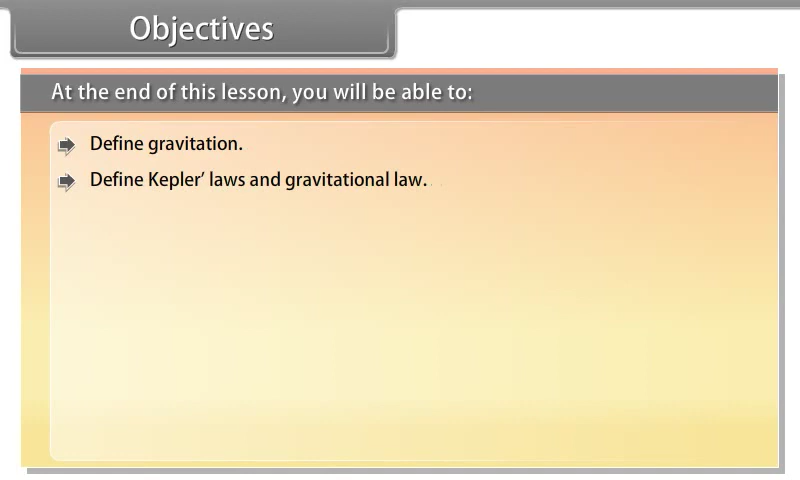 Objectives
At the end of this lesson, you will be able to:
Define gravitation.
Define Kepler’ laws and gravitational law.